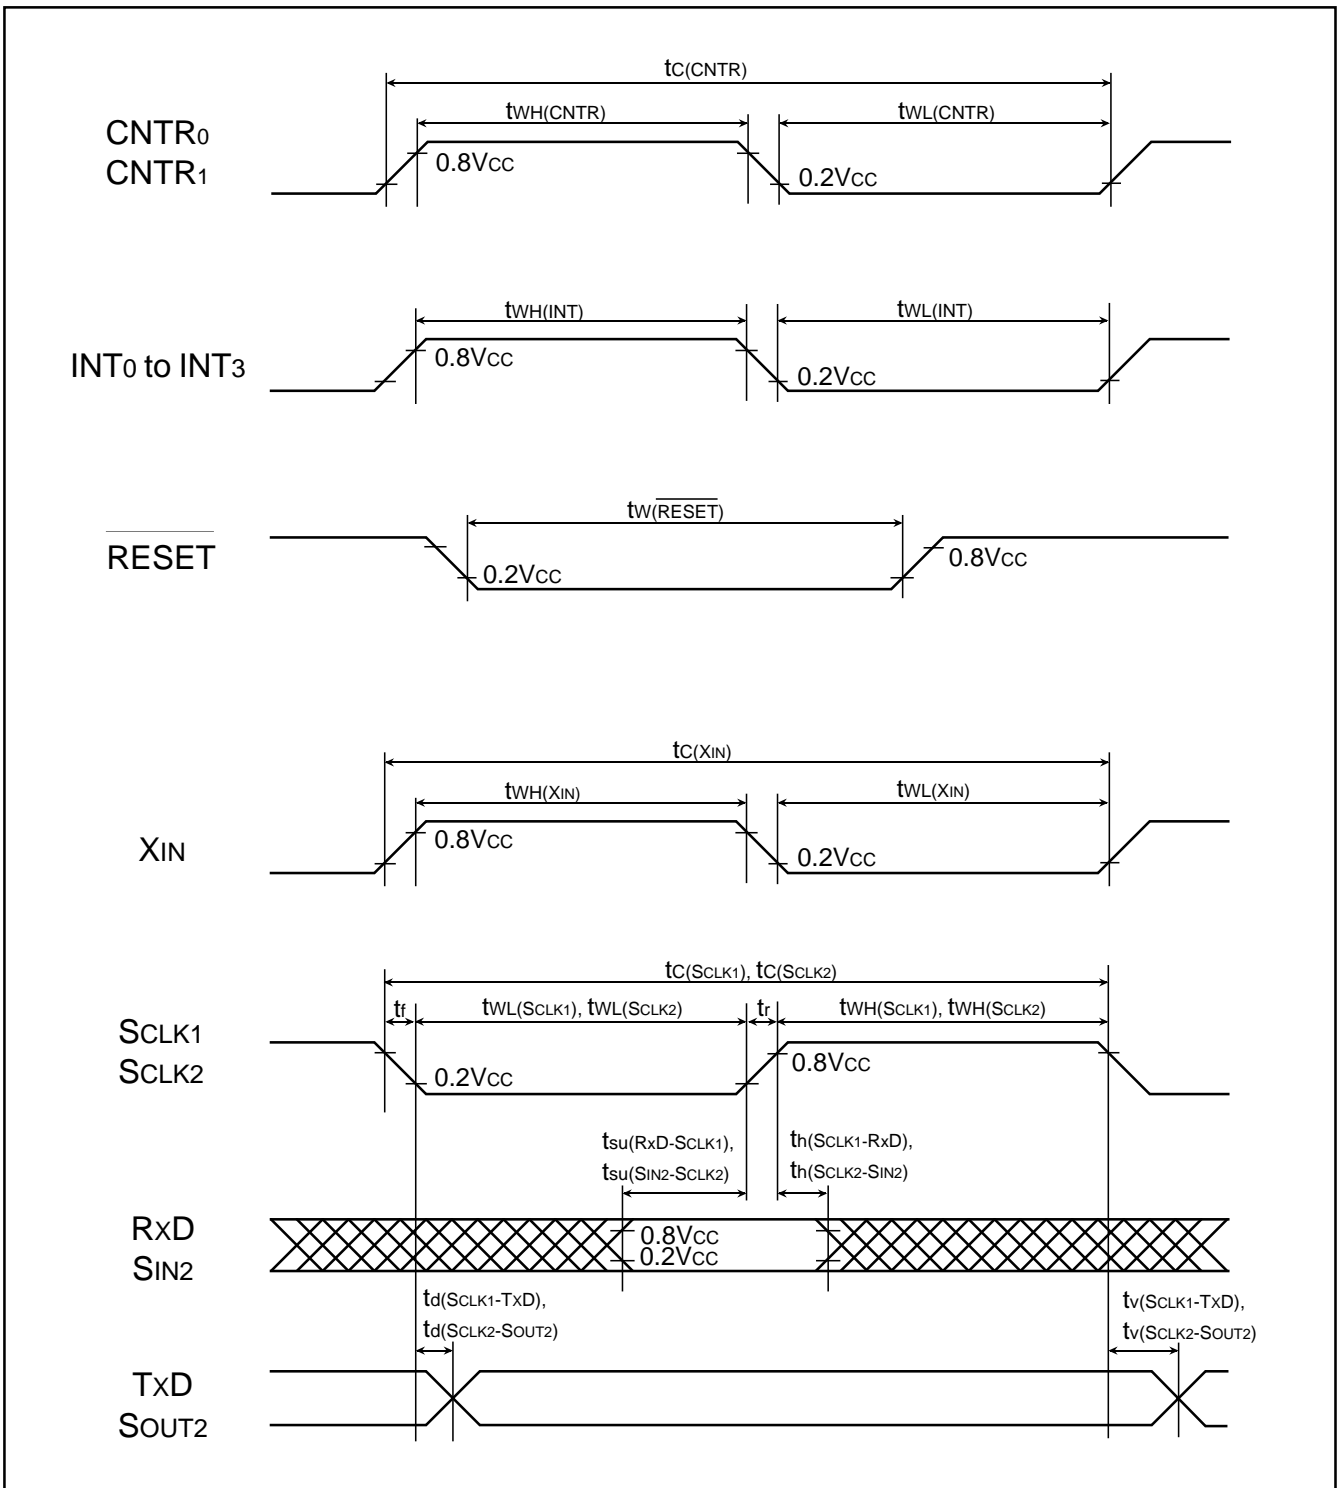 tC(CNTR)
tWH(CNTR)
tWL(CNTR)
CNTR0
CNTR1
0.8VCC
0.2VCC
tWH(INT)
tWL(INT)
INT0 to INT3
0.8VCC
0.2VCC
tW(RESET)
RESET
0.2VCC
0.8VCC
tC(XIN)
tWH(XIN)
tWL(XIN)
XIN
0.8VCC
0.2VCC
tC(SCLK1), tC(SCLK2)
tf
tWL(SCLK1), tWL(SCLK2)
tr
tWH(SCLK1), tWH(SCLK2)
SCLK1
SCLK2
0.2VCC
0.8VCC
tsu(RxD-SCLK1),
tsu(SIN2-SCLK2)
th(SCLK1-RxD),
th(SCLK2-SIN2)
RXD
SIN2
0.8VCC
0.2VCC
td(SCLK1-TXD),
td(SCLK2-SOUT2)
tv(SCLK1-TXD),
tv(SCLK2-SOUT2)
TXD
SOUT2